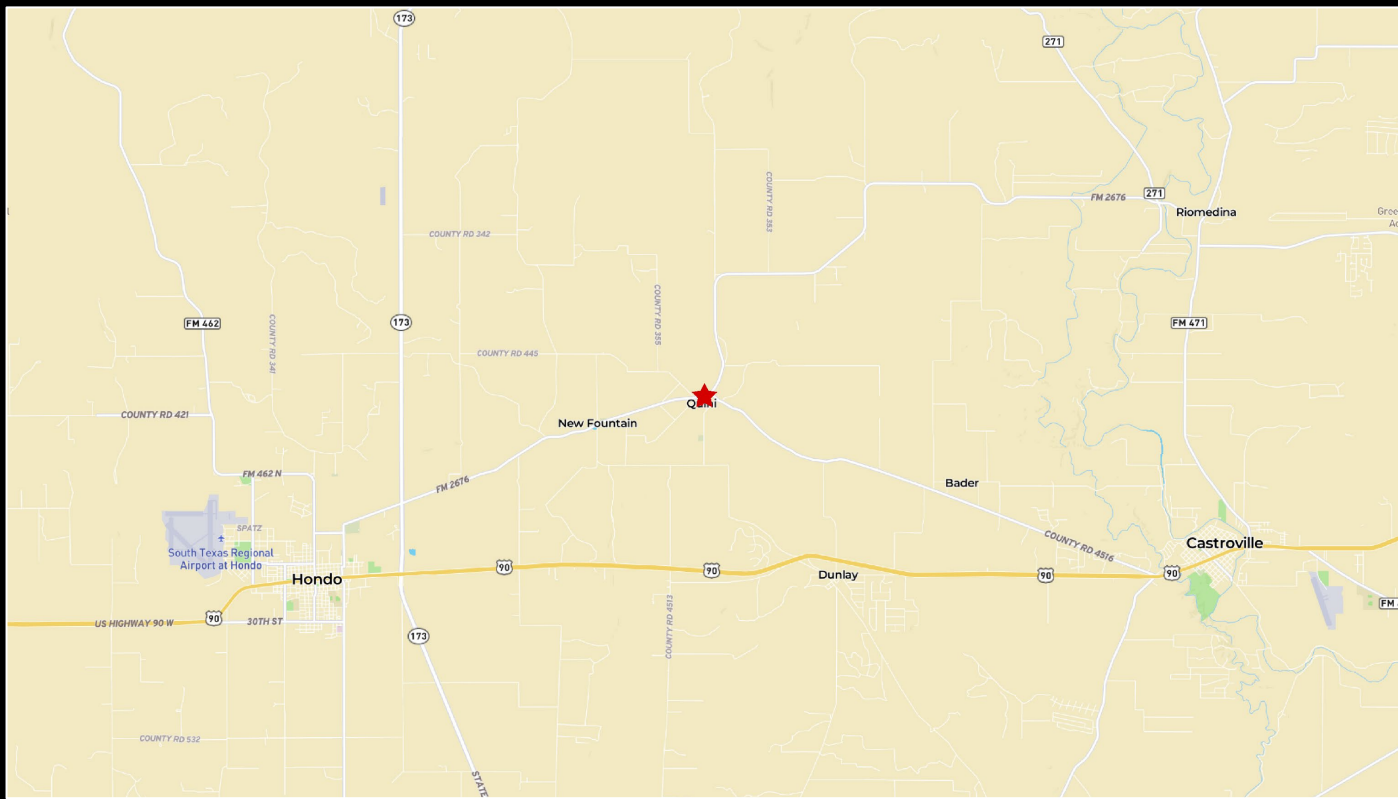 173
271
COUNTY RD 353
FM 2676
271
Riomedina
COUNTY RD 342
FM 462
COUNTY RD 341
173
COUNTY RD 355
FM 471
COUNTY RD 445
COUNTY RD 421
New Fountain
FM 462 N
FM 2676
Bader
SPATZ
South Texas Regional
Airport at Hondo
Hondo
90
90
Dunlay
90
COUNTY RD 4516
90
Castroville
US HIGHWAY 90 W
90
30TH ST
173
COUNTY RD 4513
FM
COUNTY RD 532
STATE